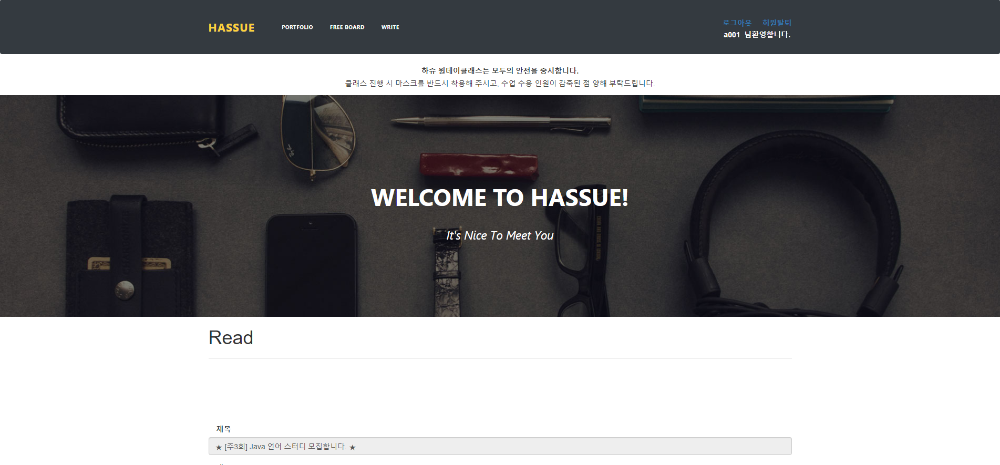 HASSUE PORTFOLIO FREE BOARD WRITE
로그아웃 회원탈퇴
a001 님환영합니다.
하슈 원데이클래스는 모두의 안전을 중시합니다.
클래스 진행 시 마스크를 반드시 착용해 주시고, 수업 수용 인원이 감축된 점 양해 부탁드립니다.
WELCOME TO HASSUE!
It's Nice To Meet You
Read
제목
★ [주3회] Java 언어 스터디 모집합니다. ★